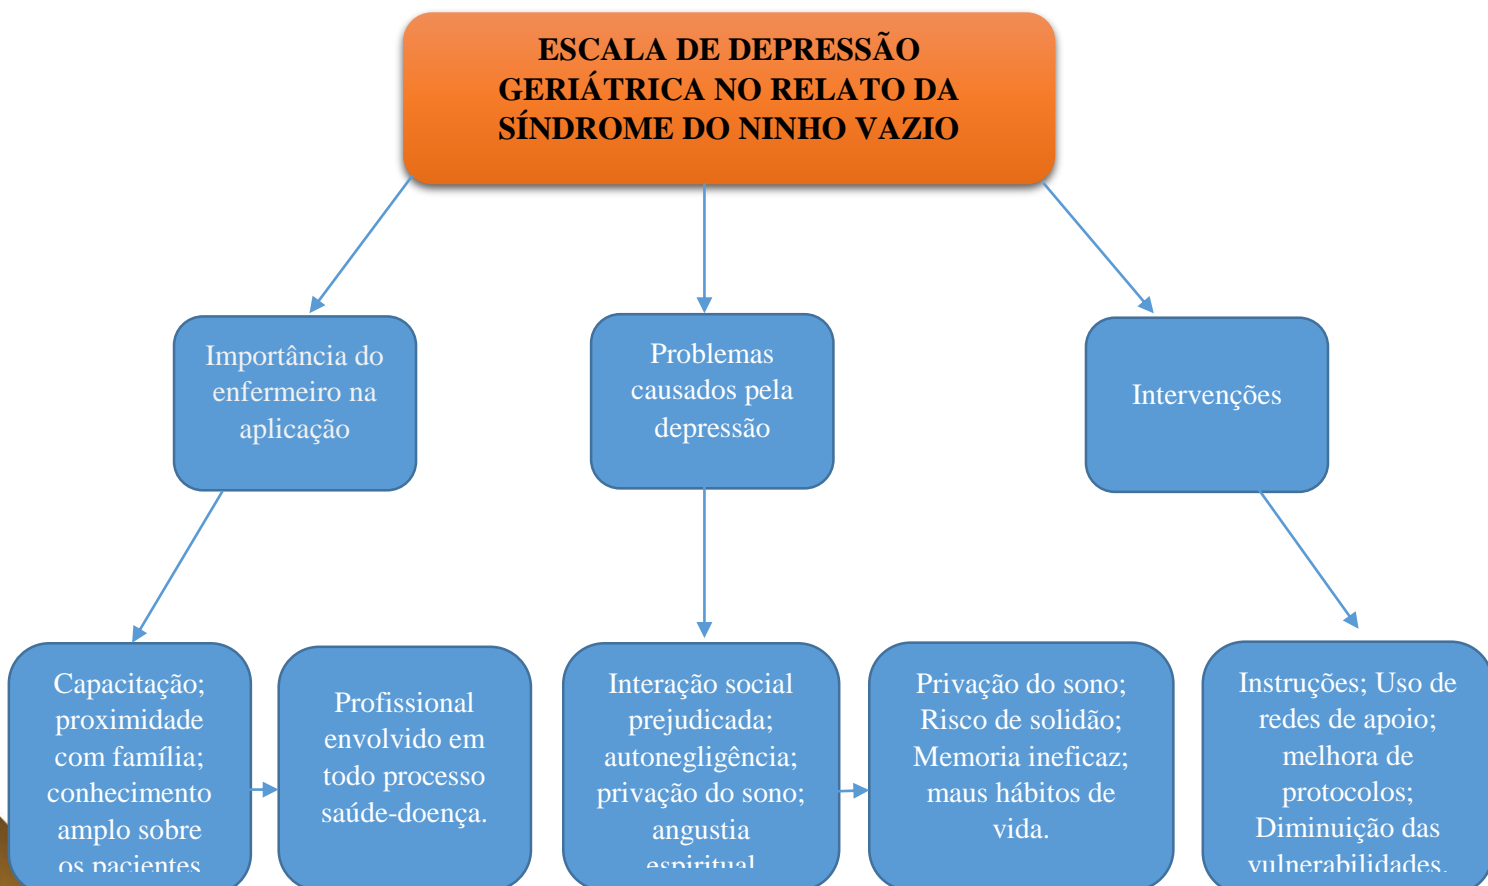 ESCALA DE DEPRESSÃO
GERIÁTRICA NO RELATO DA
SÍNDROME DO NINHO VAZIO
Importância do
enfermeiro na
aplicação
Problemas
causados pela
depressão
Intervenções
Capacitação;
proximidade
com família;
conhecimento
amplo sobre
os pacientes
Profissional
envolvido em
todo processo
saúde-doença.
Interação social
prejudicada;
autonegligência;
privação do sono;
angustia
espiritual
Privação do sono;
Risco de solidão;
Memoria ineficaz;
maus hábitos de
vida.
Instruções; Uso de
redes de apoio;
melhora de
protocolos;
Diminuição das
vulnerabilidades.